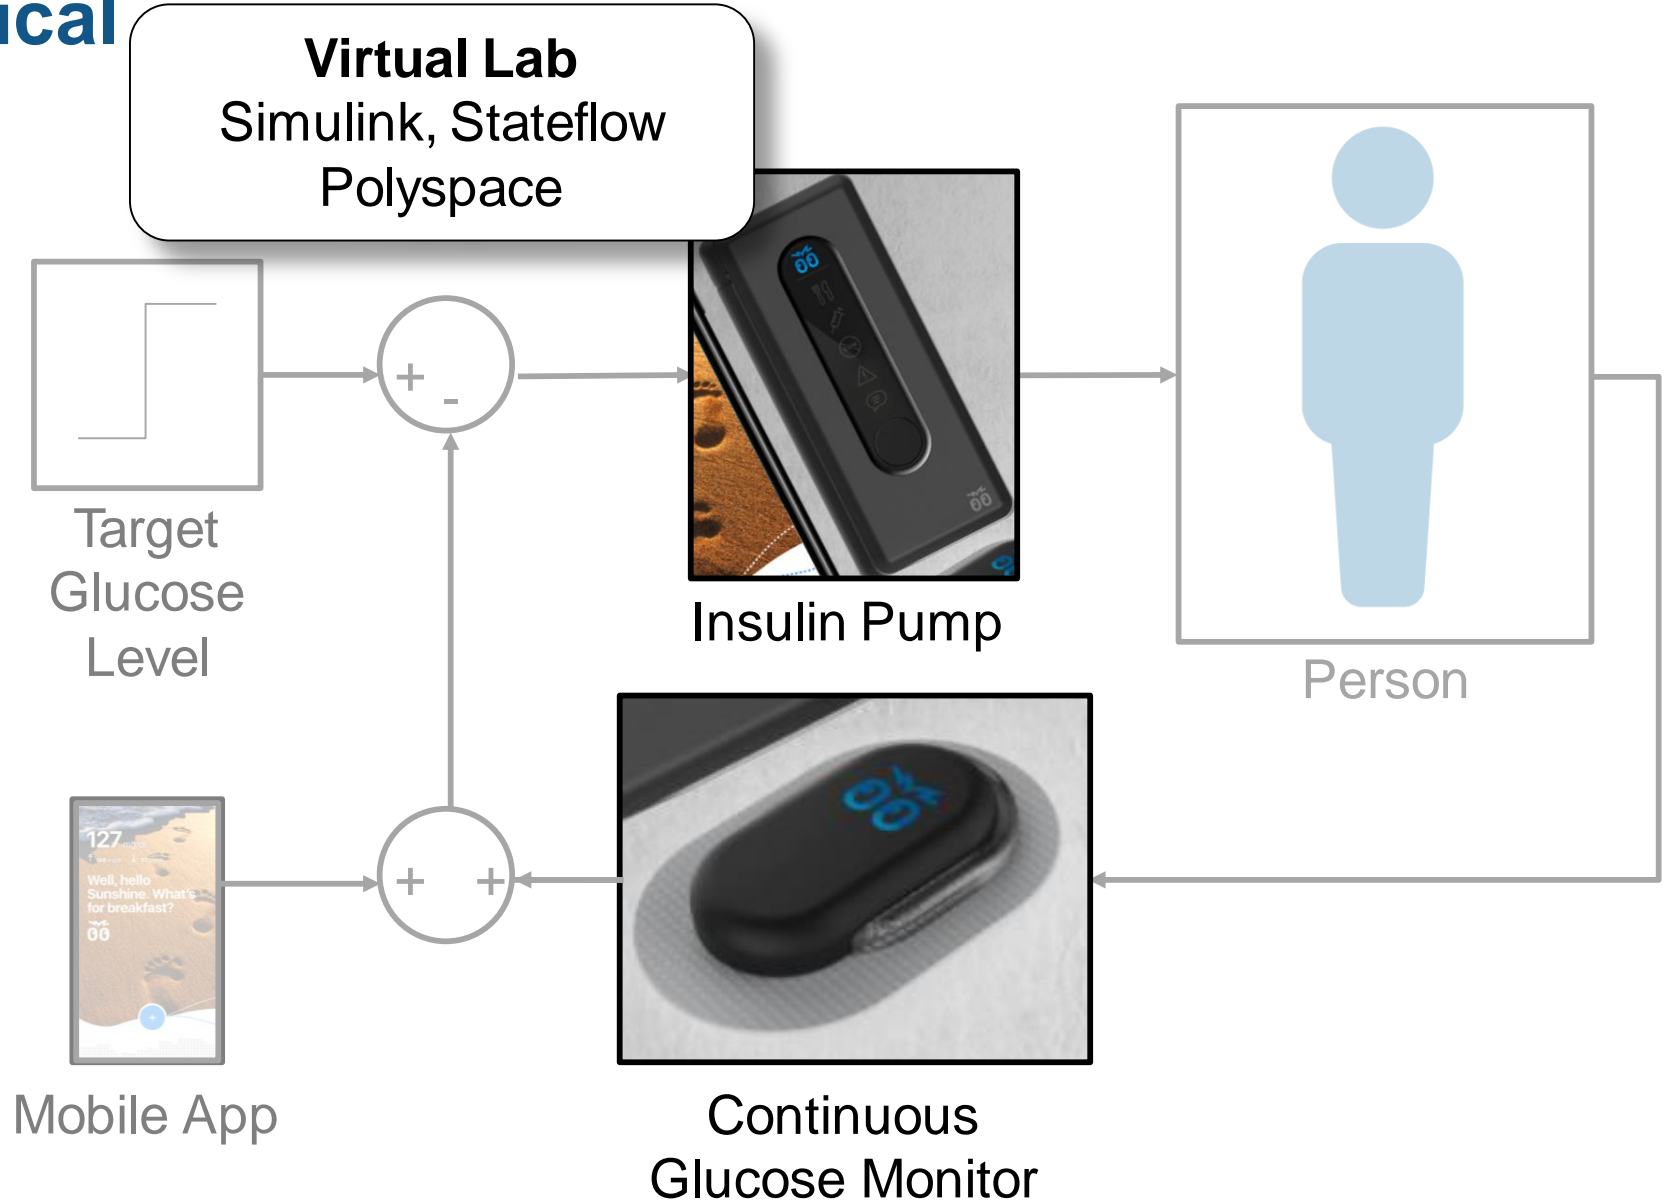 ical
Virtual Lab
Simulink, Stateflow
Polyspace
+
-
Target
Glucose
Level
Insulin Pump
Person
127
Well, hello
Sunshine. What's
for breakfast?
+
+ +
Mobile App
Continuous
Glucose Monitor